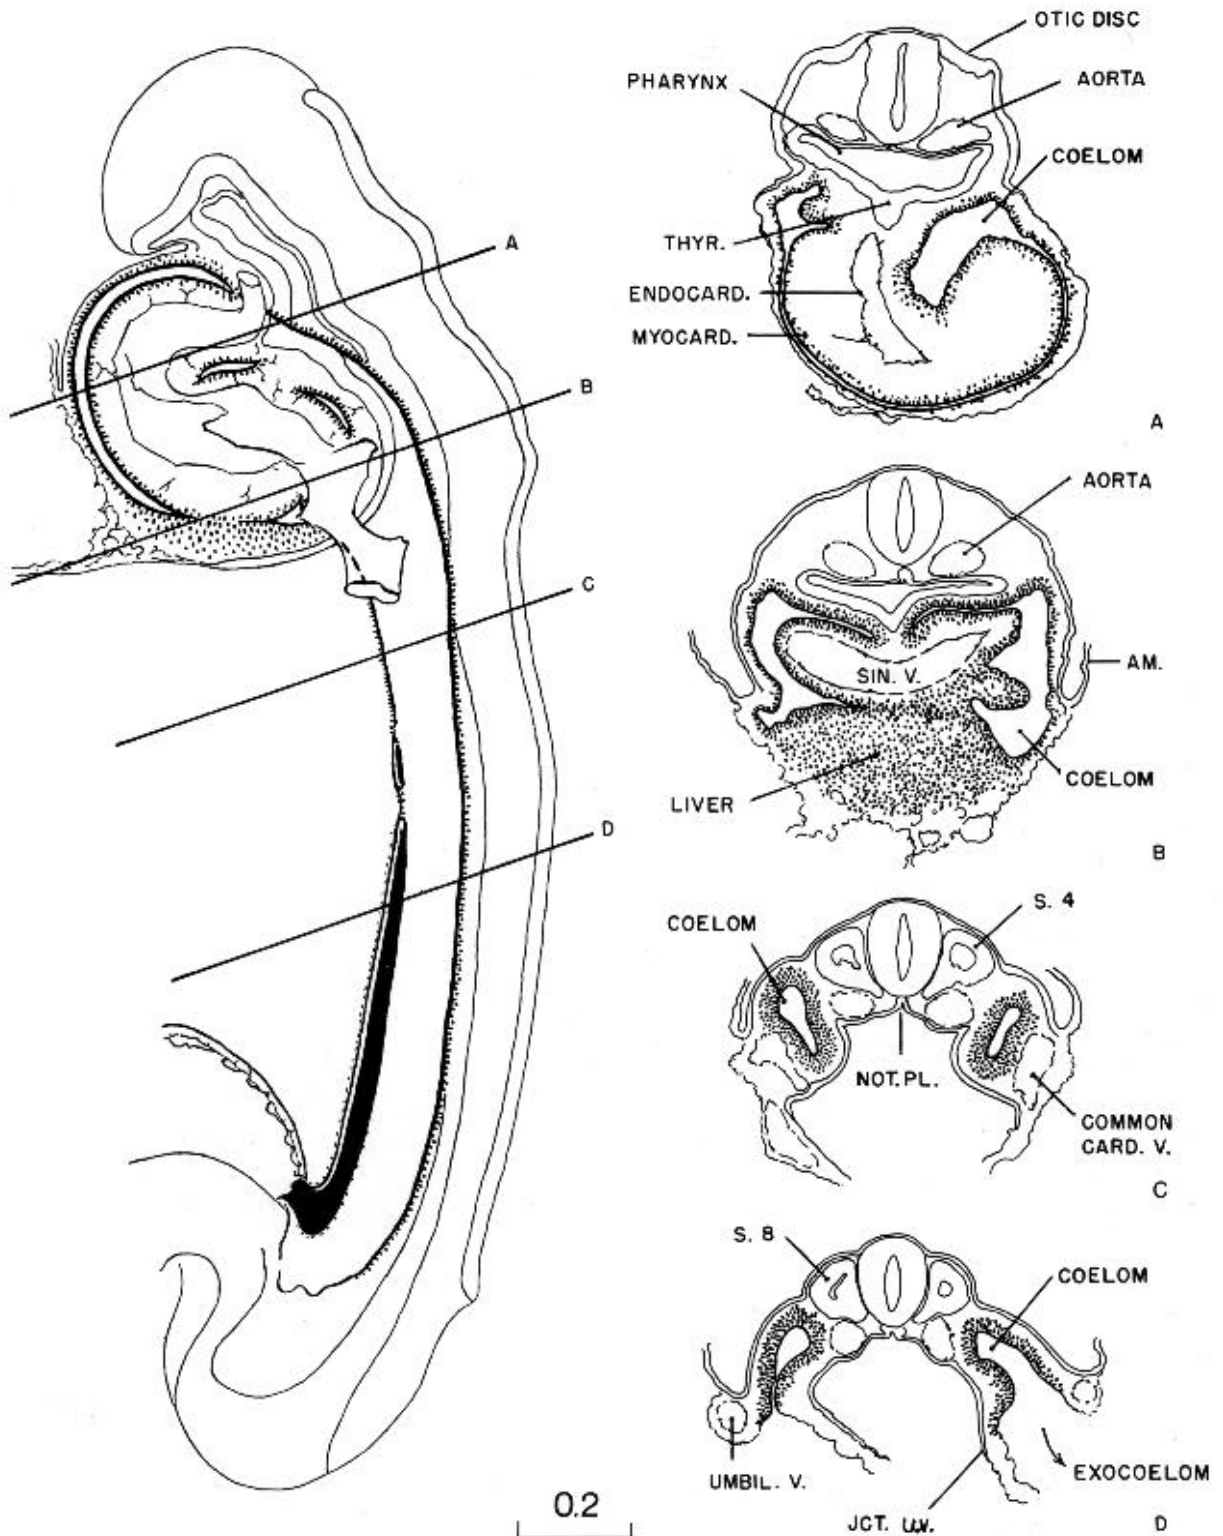 A
B
C
D
0.2
OTIC DISC
PHARYNX
AORTA
COELOM
THYR.
ENDOCARD.
MYOCARD.
A
AORTA
SIN. V.
AM.
COELOM
LIVER
B
COELOM
S. 4
NOT. PL.
COMMON
CARD. V.
C
S. 8
COELOM
UMBIL. V.
EXOCOELOM
JCT.
D